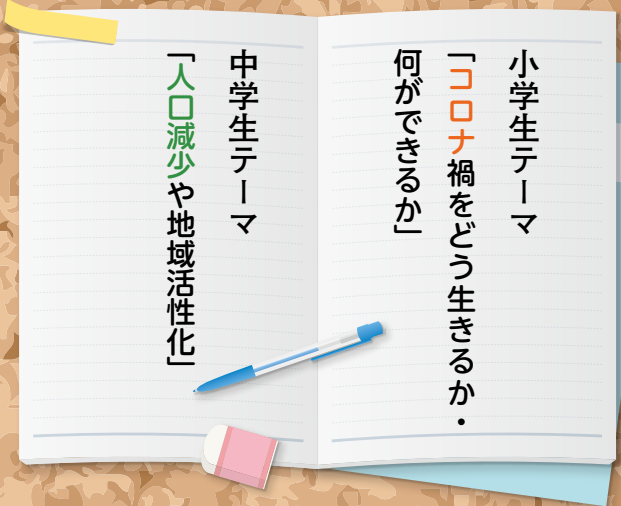 小学生テーマ
「コロナ禍をどう生きるか・
何ができるか」
中学生テーマ
「人口減少や地域活性化」